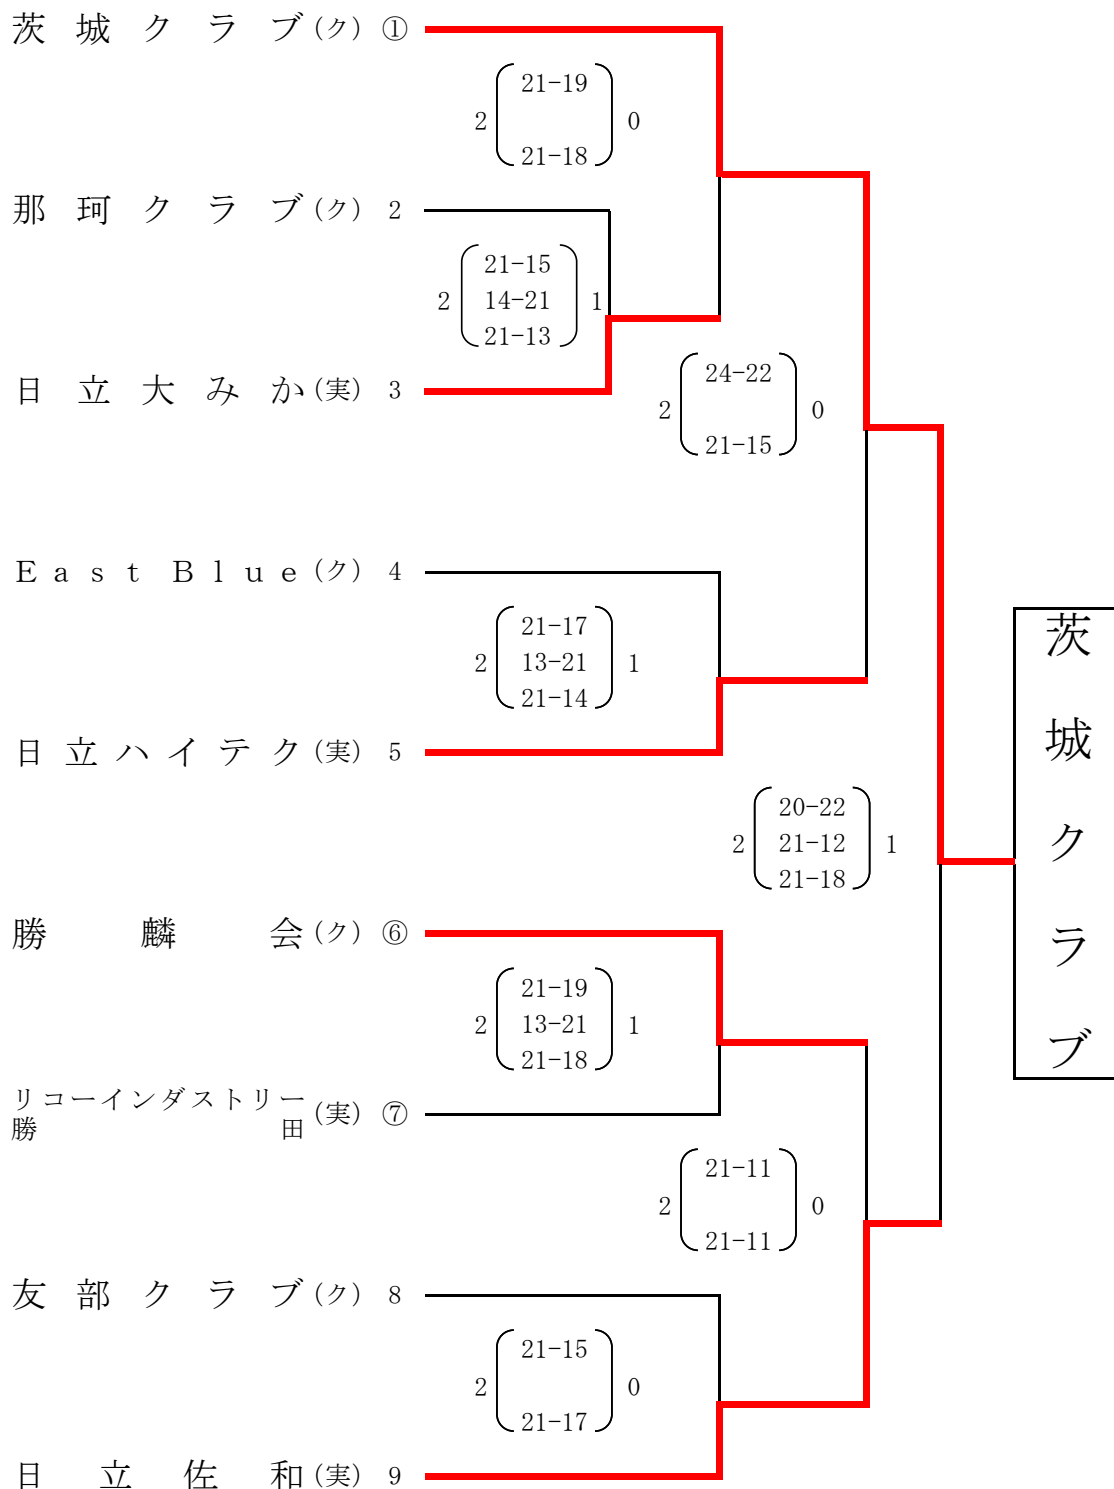 茨城クラブ(ク) ①
21-19
2 0
21-18
那珂クラブ(ク) 2
21-15
2 14-21 1
21-13
日立大みか(実) 3
24-22
2 0
21-15
East Blue(ク) 4
21-17
2 13-21 1
21-14
日立ハイテク(実) 5
20-22
2 21-12 1
21-18
茨城クラブ
勝麟会(ク) ⑥
21-19
2 13-21 1
21-18
リコーインダストリー
勝田(実) ⑦
21-11
2 0
21-11
友部クラブ(ク) 8
21-15
2 0
21-17
日立佐和(実) 9